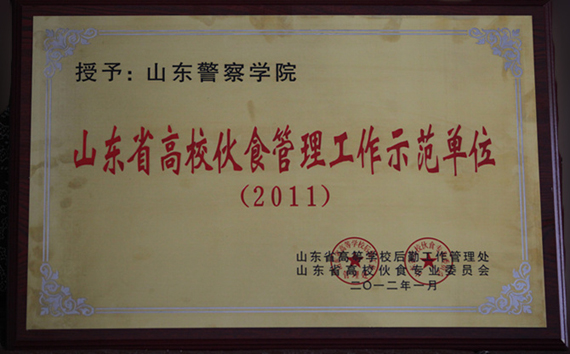 授予：山东警察学院
山东省高校伙食管理工作示范单位
(2011)
山东省高等学校后勤工作管理处
山东省高校伙食专业委员会
二〇一二年一月